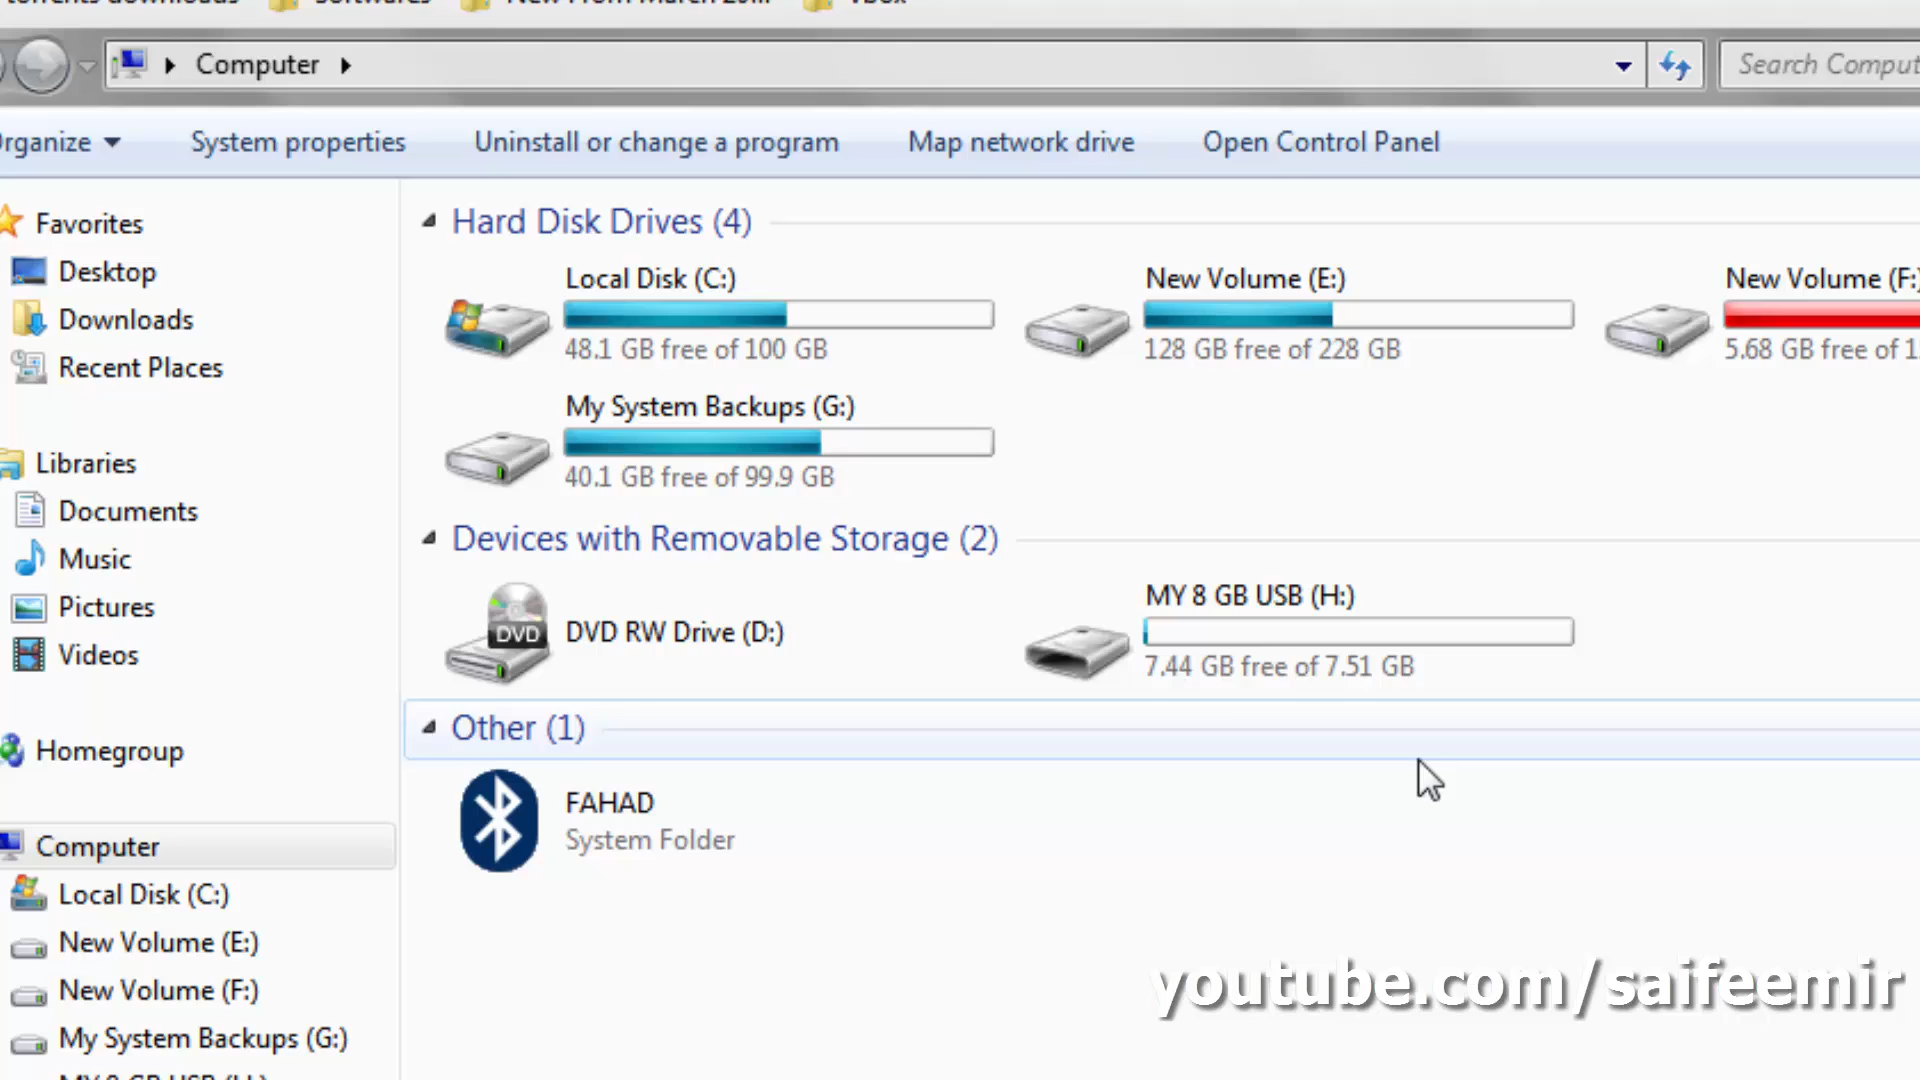 Computer
Search Comput
rganize
System properties
Uninstall or change a program
Map network drive
Open Control Panel
Favorites
Desktop
Downloads
Recent Places
Libraries
Documents
Music
Pictures
Videos
Homegroup
Computer
Local Disk (C:)
New Volume (E:)
New Volume (F:)
My System Backups (G:)
Hard Disk Drives (4)
Local Disk (C:)
48.1 GB free of 100 GB
New Volume (E:)
128 GB free of 228 GB
New Volume (F:)
5.68 GB free of 1
My System Backups (G:)
40.1 GB free of 99.9 GB
Devices with Removable Storage (2)
DVD
DVD RW Drive (D:)
MY 8 GB USB (H:)
7.44 GB free of 7.51 GB
Other (1)
FAHAD
System Folder
youtube.com/saifeemir